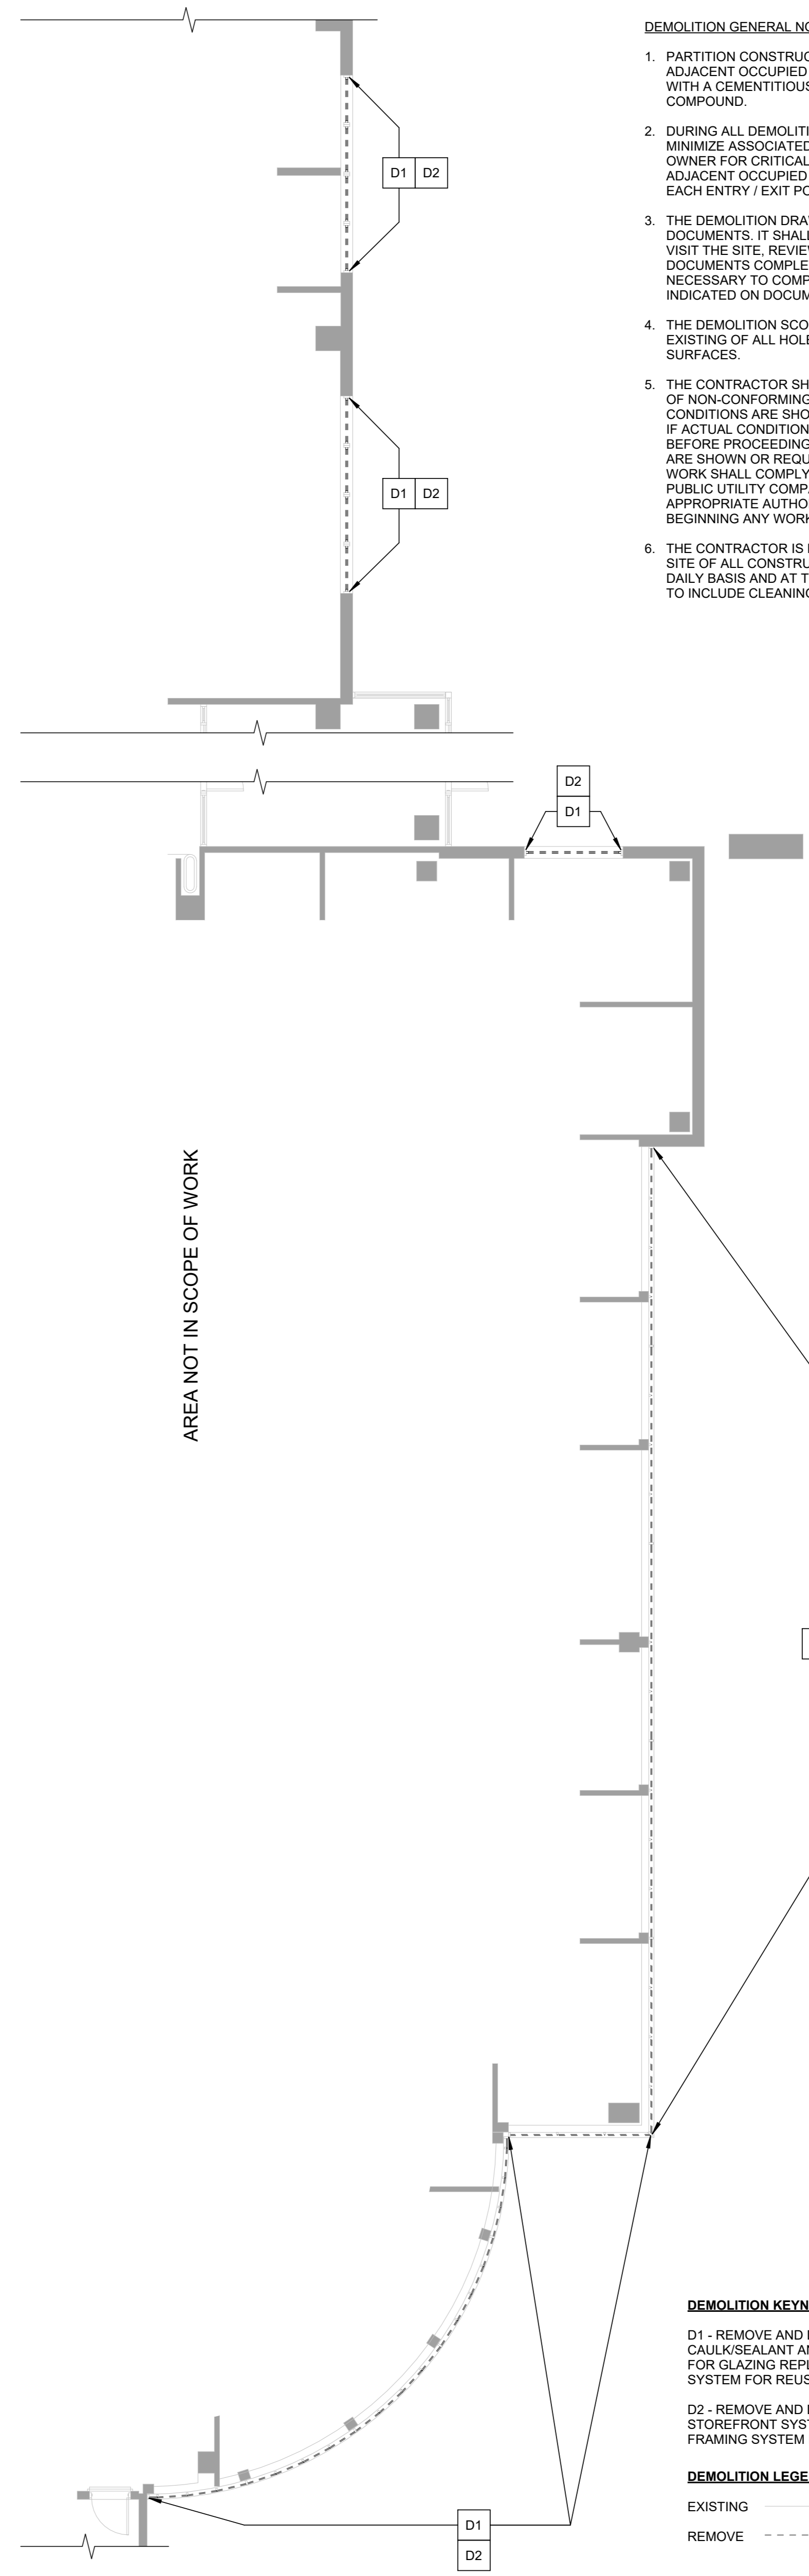 DEMOLITION GENERAL NO
1. PARTITION CONSTRUC
ADJACENT OCCUPIED
WITH A CEMENTITIOUS
COMPOUND.
2. DURING ALL DEMOLITI
MINIMIZE ASSOCIATED
OWNER FOR CRITICAL
ADJACENT OCCUPIED
EACH ENTRY / EXIT PO
3. THE DEMOLITION DRAW
DOCUMENTS. IT SHALL
VISIT THE SITE, REVIEW
DOCUMENTS COMPLE
NECESSARY TO COMP
INDICATED ON DOCUM
4. THE DEMOLITION SCO
EXISTING OF ALL HOLE
SURFACES.
5. THE CONTRACTOR SH
OF NON-CONFORMING
CONDITIONS ARE SHO
IF ACTUAL CONDITION
BEFORE PROCEEDING
ARE SHOWN OR REQU
WORK SHALL COMPLY
PUBLIC UTILITY COMP
APPROPRIATE AUTHO
BEGINNING ANY WORK
6. THE CONTRACTOR IS
SITE OF ALL CONSTRU
DAILY BASIS AND AT T
TO INCLUDE CLEANING
D1 D2
D1 D2
D2
D1
AREA NOT IN SCOPE OF WORK
D1
D2
DEMOLITION KEYN
D1 - REMOVE AND
CAULK/SEALANT AN
FOR GLAZING REPL
SYSTEM FOR REUS
D2 - REMOVE AND
STOREFRONT SYST
FRAMING SYSTEM
DEMOLITION LEGE
EXISTING
REMOVE